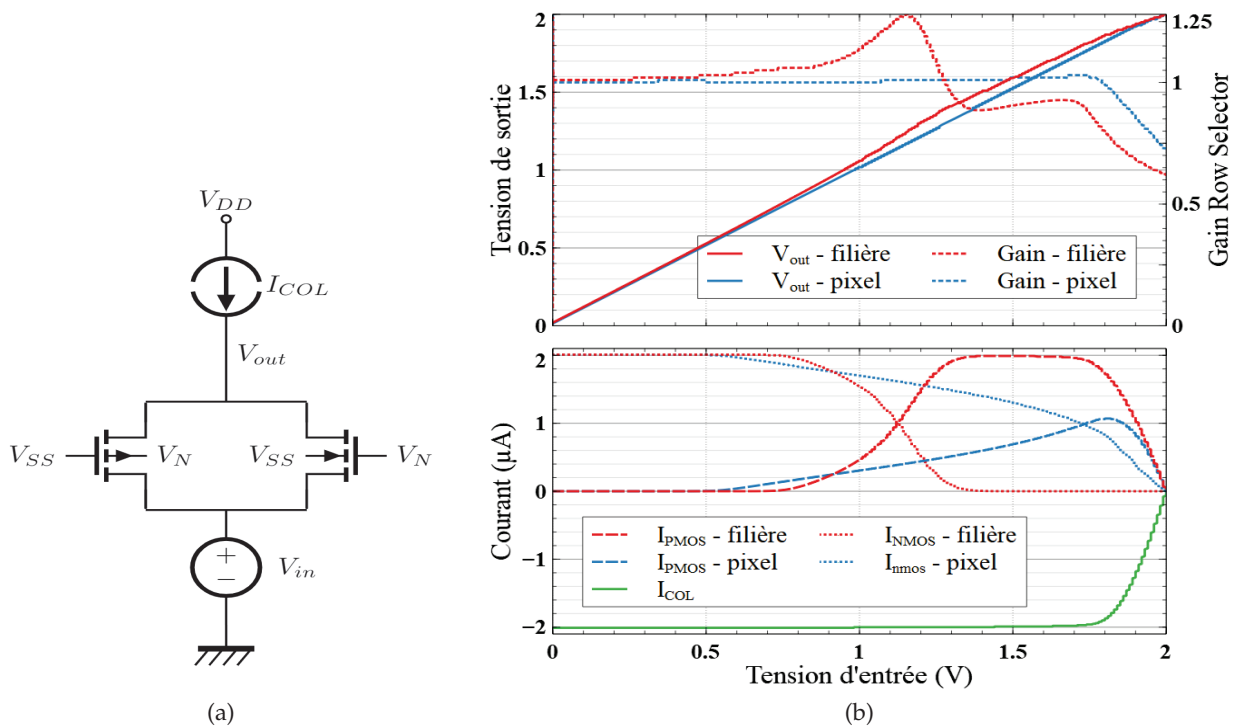 V_DD
I_COL
V_out
V_SS
V_N
V_SS
V_N
+
−
V_in
(a)
Tension de sortie
2
1.5
1
0.5
0
Gain Row Selector
1.25
1
0.5
0
V_out - filière
Gain - filière
V_out - pixel
Gain - pixel
Courant (µA)
2
1
0
−1
−2
I_PMOS - filière
I_NMOS - filière
I_PMOS - pixel
I_nmos - pixel
I_COL
0
0.5
1
1.5
2
Tension d'entrée (V)
(b)